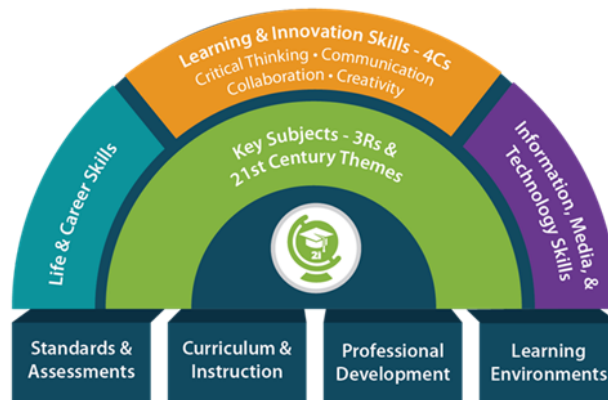 Learning & Innovation Skills - 4Cs
Critical Thinking • Communication
Collaboration • Creativity
Life & Career Skills
Key Subjects - 3Rs &
21st Century Themes
Information, Media, &
Technology Skills
21
Standards &
Assessments
Curriculum &
Instruction
Professional
Development
Learning
Environments